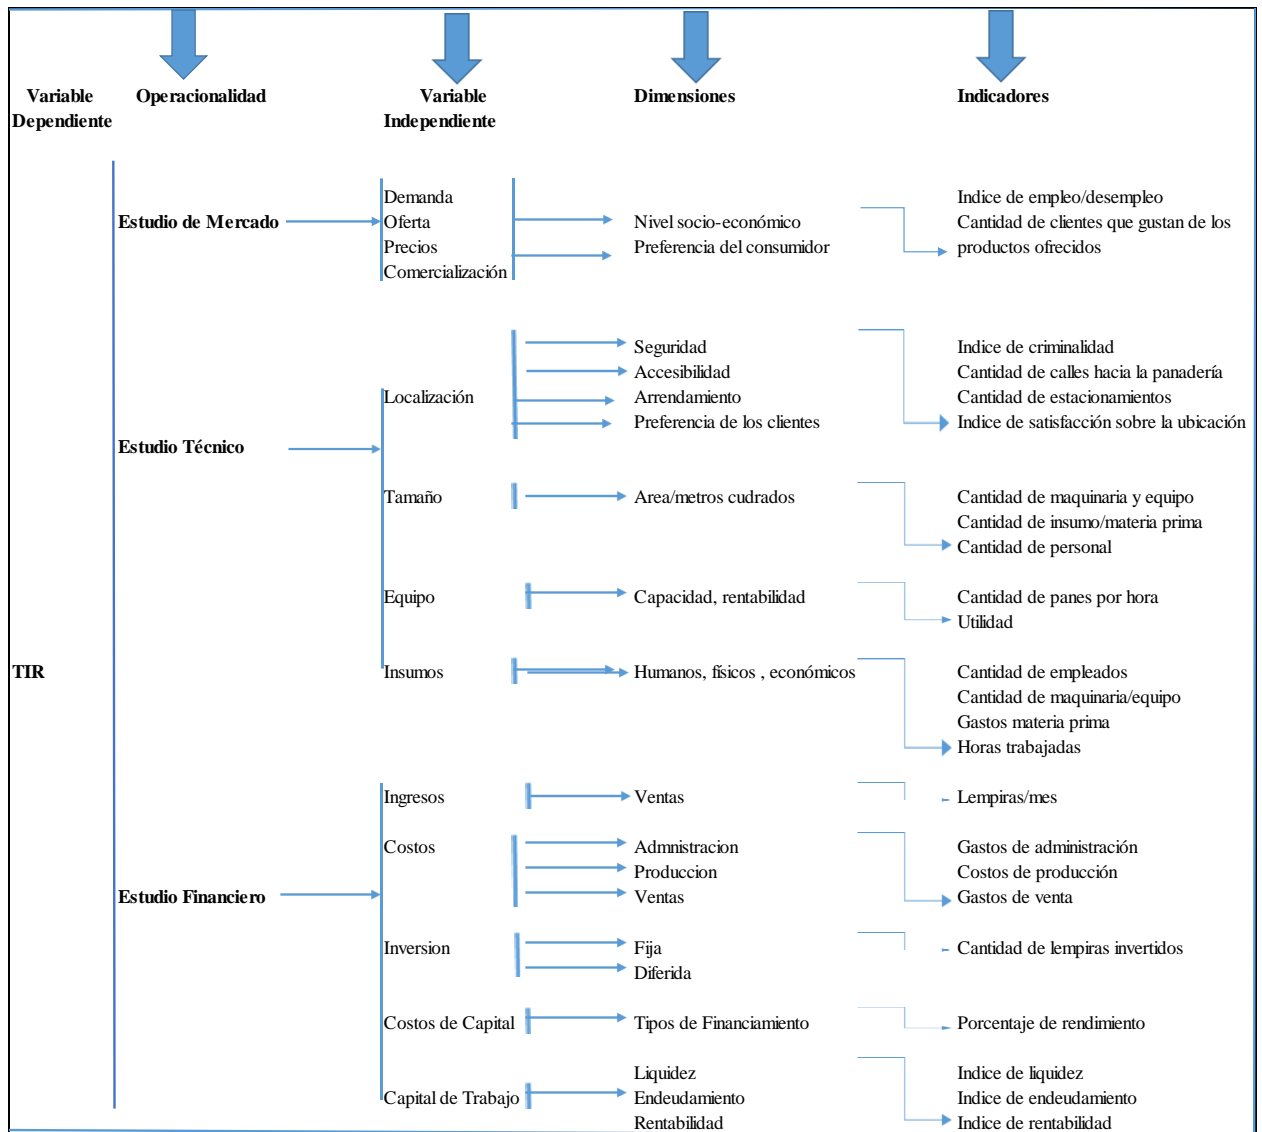 Variable Dependiente
Operacionalidad
Variable Independiente
Dimensiones
Indicadores
TIR
Estudio de Mercado
Demanda
Oferta
Precios
Comercialización
Nivel socio-económico
Preferencia del consumidor
Indice de empleo/desempleo
Cantidad de clientes que gustan de los
productos ofrecidos
Estudio Técnico
Localización
Seguridad
Accesibilidad
Arrendamiento
Preferencia de los clientes
Indice de criminalidad
Cantidad de calles hacia la panadería
Cantidad de estacionamientos
Indice de satisfacción sobre la ubicación
Tamaño
Area/metros cudrados
Cantidad de maquinaria y equipo
Cantidad de insumo/materia prima
Cantidad de personal
Equipo
Capacidad, rentabilidad
Cantidad de panes por hora
Utilidad
Insumos
Humanos, físicos , económicos
Cantidad de empleados
Cantidad de maquinaria/equipo
Gastos materia prima
Horas trabajadas
Estudio Financiero
Ingresos
Ventas
Lempiras/mes
Costos
Admnistracion
Produccion
Ventas
Gastos de administración
Costos de producción
Gastos de venta
Inversion
Fija
Diferida
Cantidad de lempiras invertidos
Costos de Capital
Tipos de Financiamiento
Porcentaje de rendimiento
Capital de Trabajo
Liquidez
Endeudamiento
Rentabilidad
Indice de liquidez
Indice de endeudamiento
Indice de rentabilidad